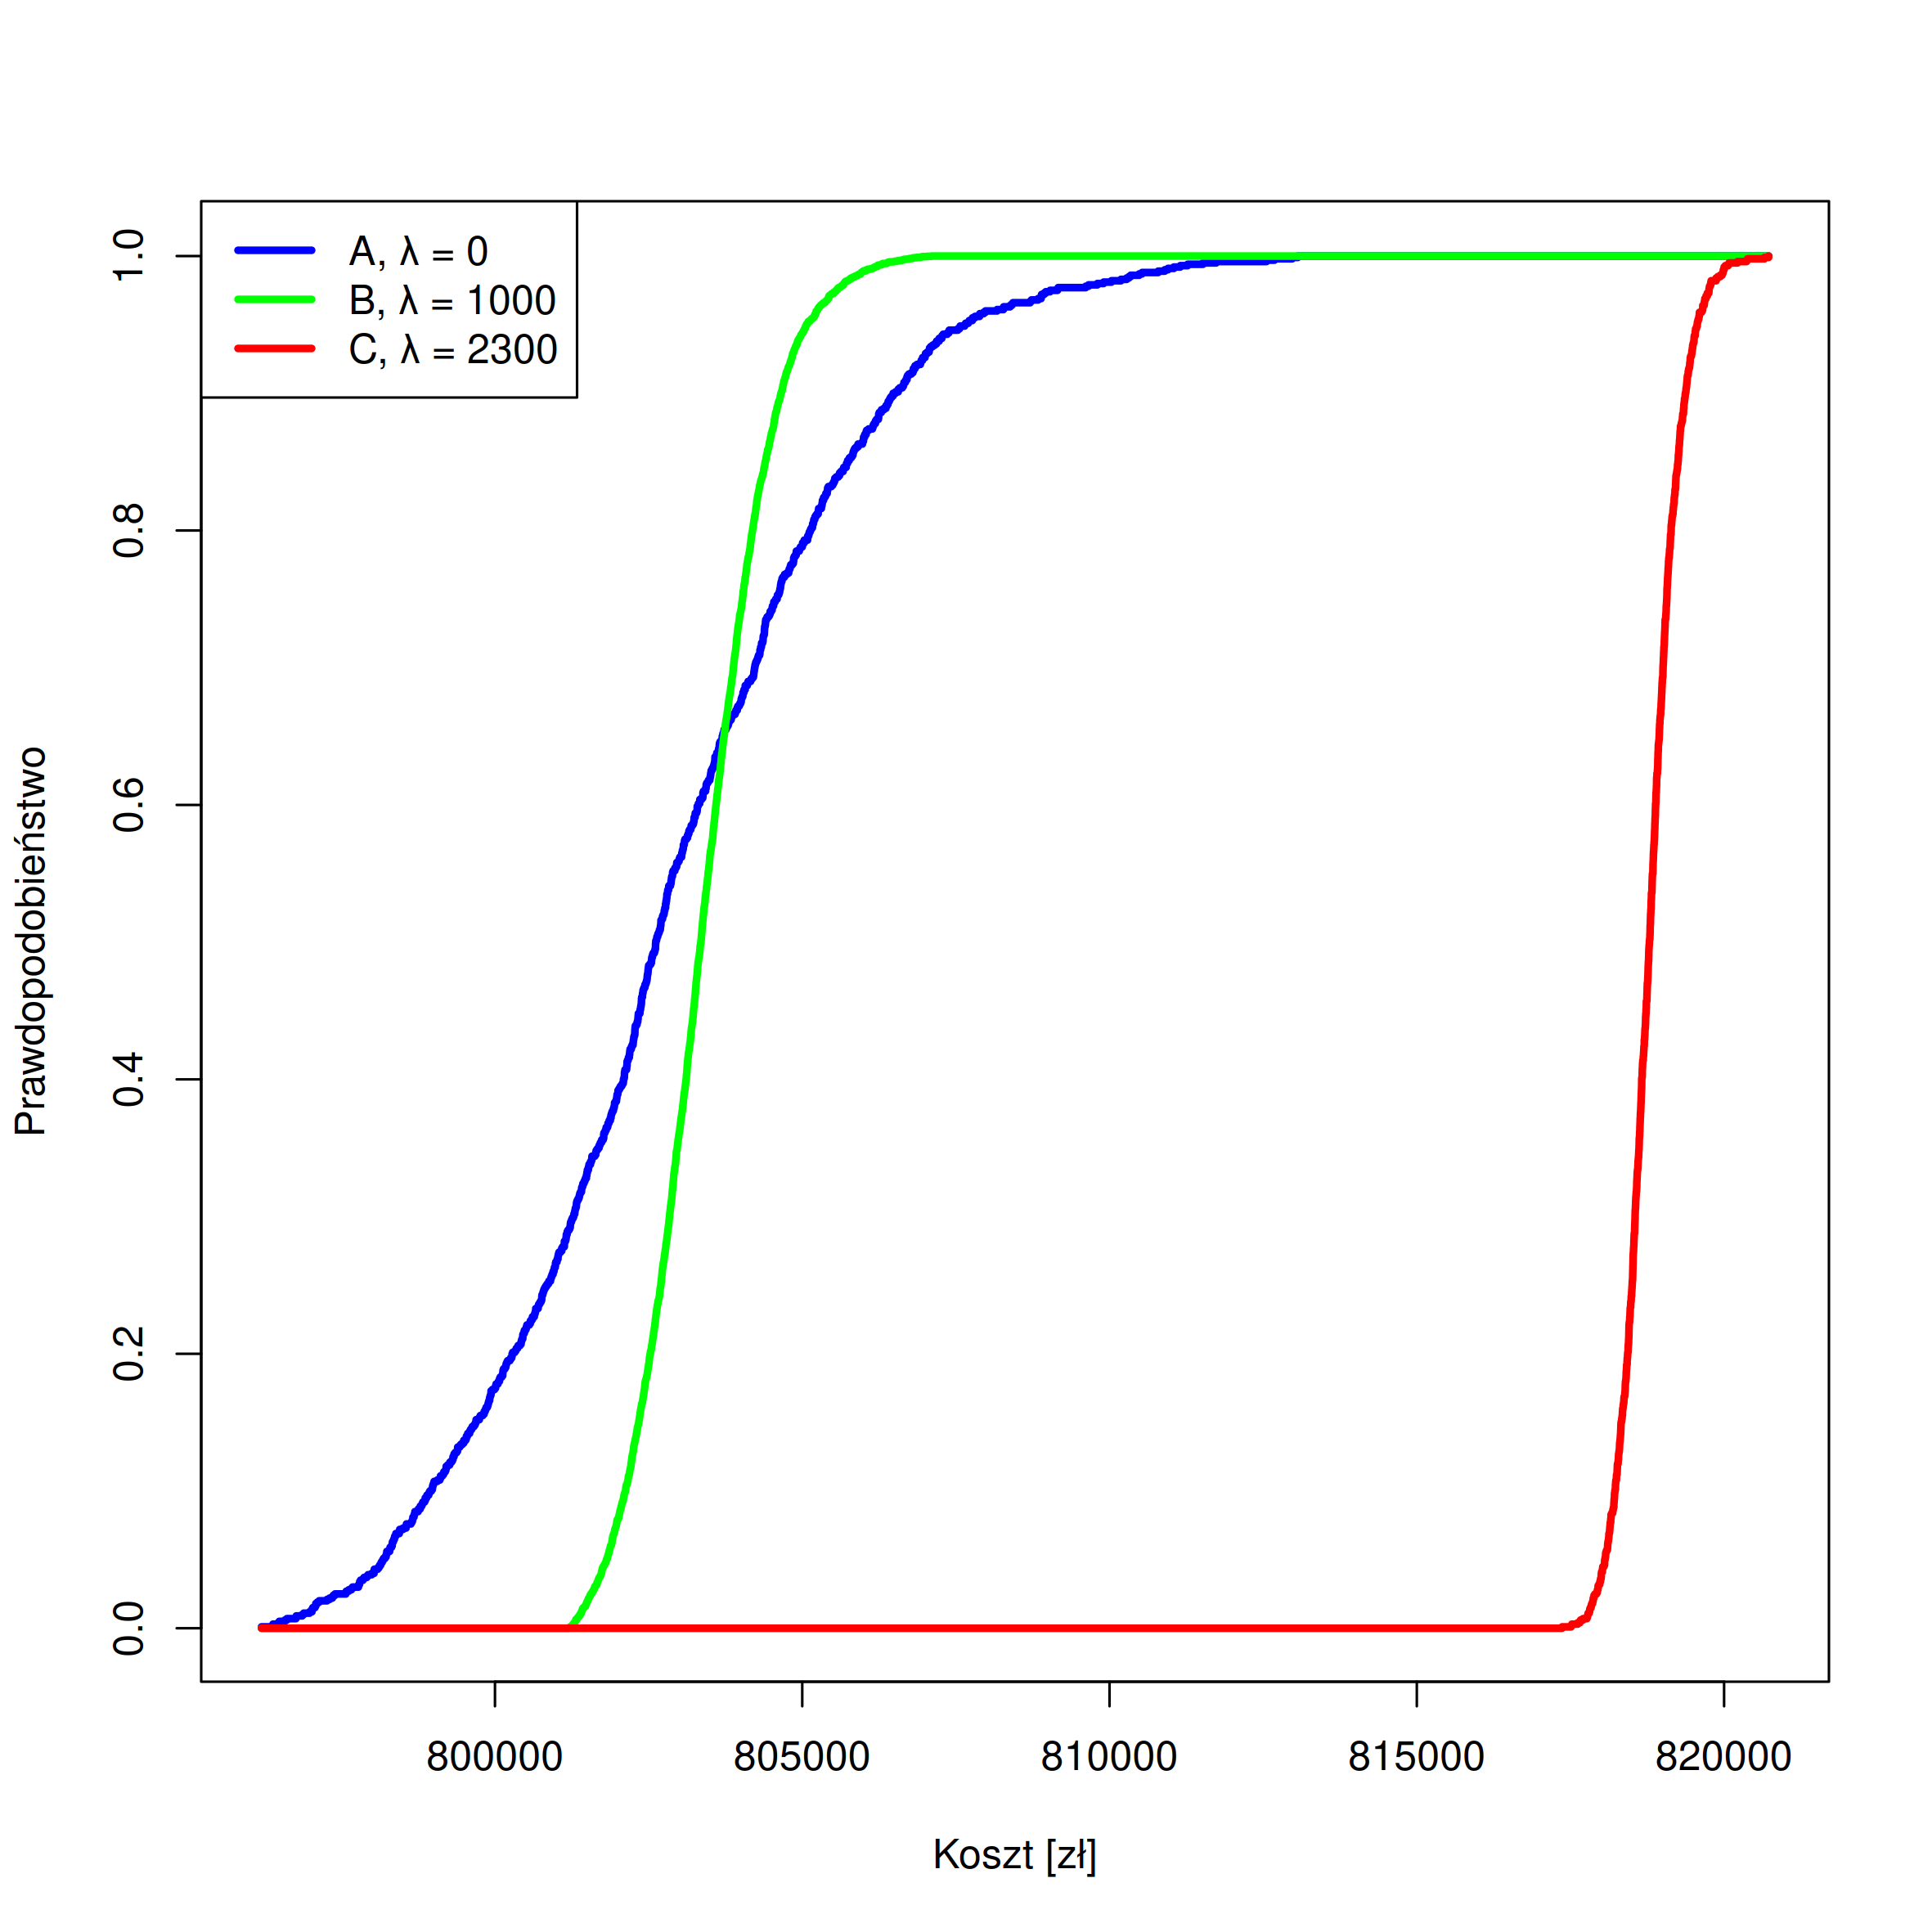 A, λ = 0
B, λ = 1000
C, λ = 2300
1.0
0.8
0.6
0.4
0.2
0.0
Prawdopodobieństwo
800000 805000 810000 815000 820000
Koszt [zł]